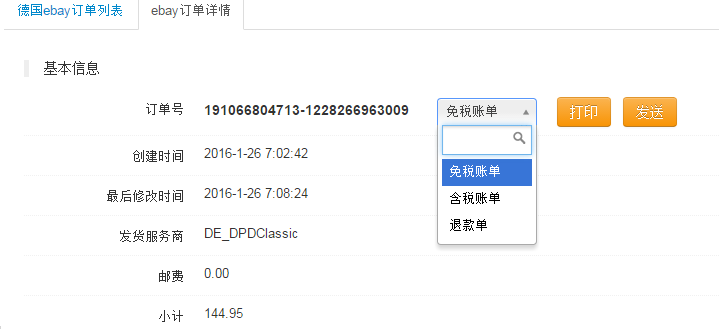 德国ebay订单列表 ebay订单详情
基本信息
订单号 191066804713-1228266963009 免税账单 打印 发送
免税账单
创建时间 2016-1-26 7:02:42
含税账单
最后修改时间 2016-1-26 7:08:24
退款单
发货服务商 DE_DPDClassic
邮费 0.00
小计 144.95